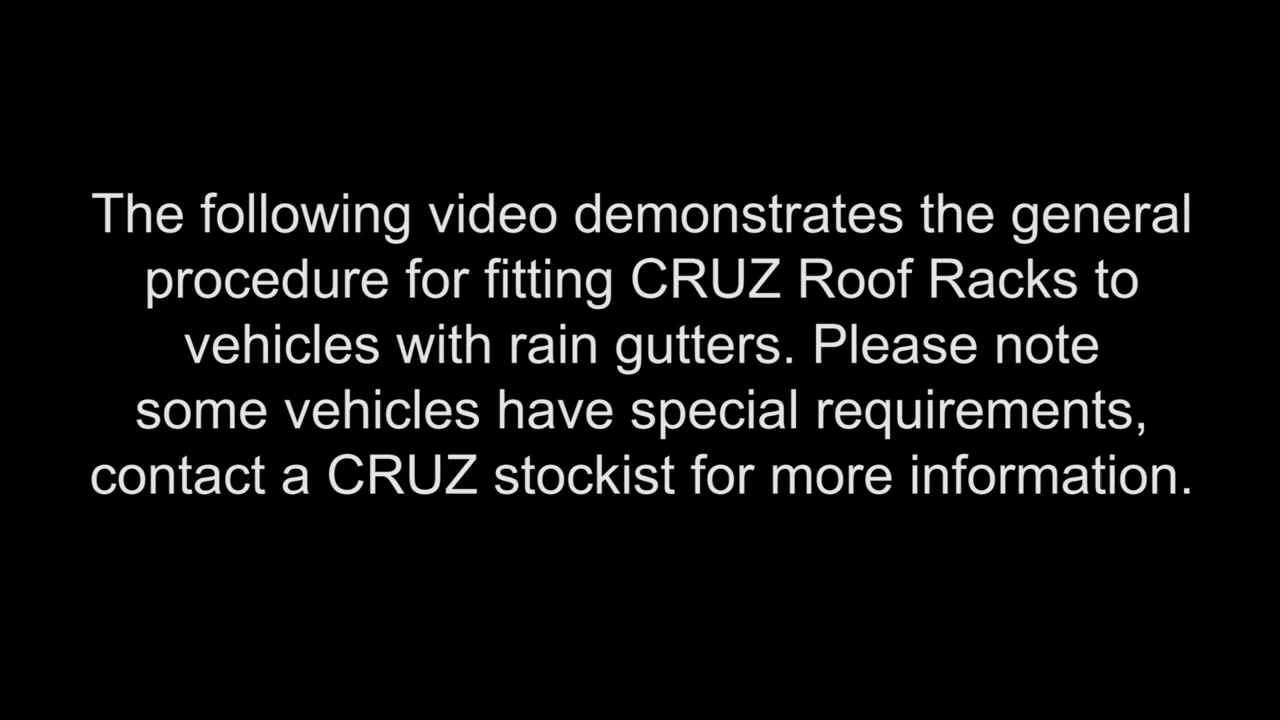 The following video demonstrates the general
procedure for fitting CRUZ Roof Racks to
vehicles with rain gutters. Please note
some vehicles have special requirements,
contact a CRUZ stockist for more information.